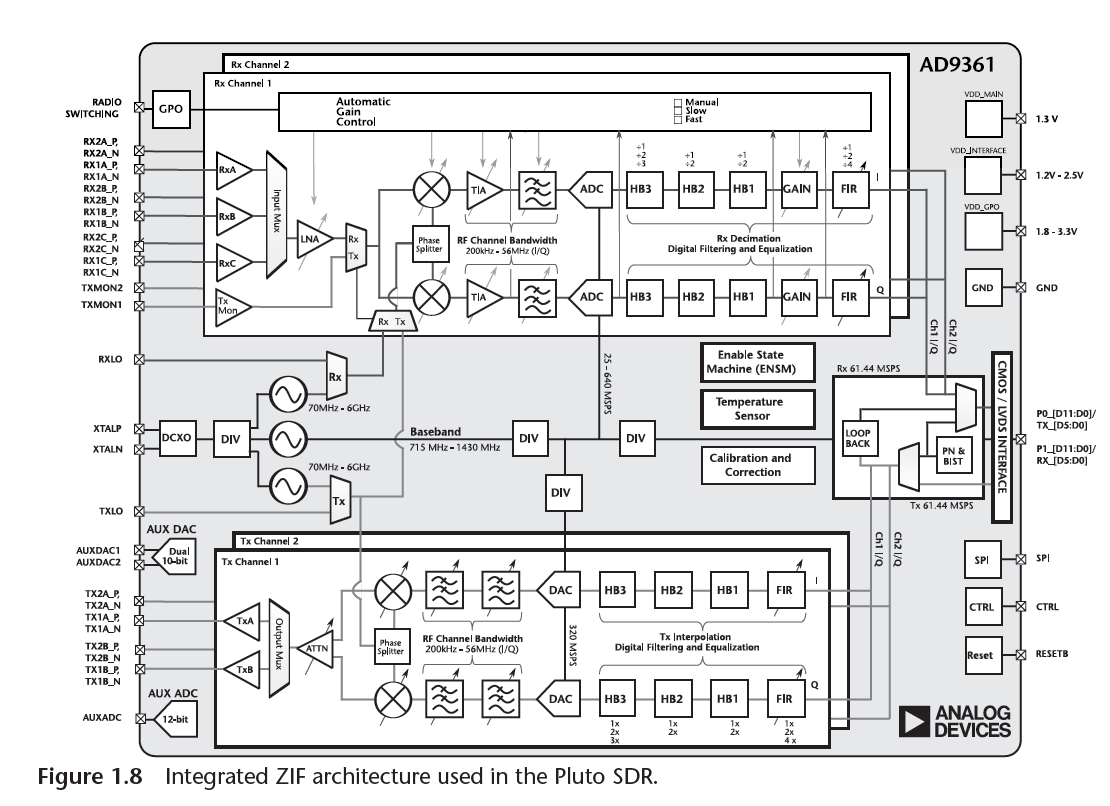 AD9361
Rx Channel 2
Rx Channel 1
RADIO
SWITCHING
GPO
Automatic
Gain
Control
Manual
Slow
Fast
VDD_MAIN
1.3 V
VDD_INTERFACE
1.2V - 2.5V
VDD_GPO
1.8 - 3.3V
GND
GND
RX2A_P,
RX2A_N
RX1A_P,
RX1A_N
RX2B_P,
RX2B_N
RX1B_P,
RX1B_N
RX2C_P,
RX2C_N
RX1C_P,
RX1C_N
TXMON2
TXMON1
RxA
RxB
RxC
Tx
Mon
Input Mux
LNA
Rx
Tx
Phase
Splitter
Rx Tx
TIA
RF Channel Bandwidth
200kHz - 56MHz (I/Q)
TIA
ADC
ADC
÷1
÷2
÷3
÷1
÷2
÷1
÷2
÷1
÷2
÷4
HB3
HB2
HB1
GAIN
FIR
I
Rx Decimation
Digital Filtering and Equalization
HB3
HB2
HB1
GAIN
FIR
Q
Ch1 I/Q
Ch2 I/Q
RXLO
Rx
70MHz - 6GHz
XTALP
XTALN
DCXO
DIV
Baseband
715 MHz - 1430 MHz
DIV
DIV
DIV
25 - 640 MSPS
70MHz - 6GHz
Tx
TXLO
Enable State
Machine (ENSM)
Temperature
Sensor
Calibration and
Correction
Rx 61.44 MSPS
LOOP
BACK
PN &
BIST
Tx 61.44 MSPS
CMOS / LVDS INTERFACE
P0_[D11:D0]/
TX_[D5:D0]
P1_[D11:D0]/
RX_[D5:D0]
Ch1 I/Q
Ch2 I/Q
AUX DAC
AUXDAC1
AUXDAC2
Dual
10-bit
Tx Channel 2
Tx Channel 1
TX2A_P,
TX2A_N
TX1A_P,
TX1A_N
TX2B_P,
TX2B_N
TX1B_P,
TX1B_N
TxA
TxB
Output Mux
ATTN
Phase
Splitter
RF Channel Bandwidth
200kHz - 56MHz (I/Q)
DAC
DAC
320 MSPS
HB3
HB2
HB1
FIR
I
Tx Interpolation
Digital Filtering and Equalization
HB3
HB2
HB1
FIR
Q
1x
2x
3x
1x
2x
1x
2x
1x
2x
4 x
AUX ADC
AUXADC
12-bit
SPI
SPI
CTRL
CTRL
Reset
RESETB
ANALOG
DEVICES
Figure 1.8 Integrated ZIF architecture used in the Pluto SDR.